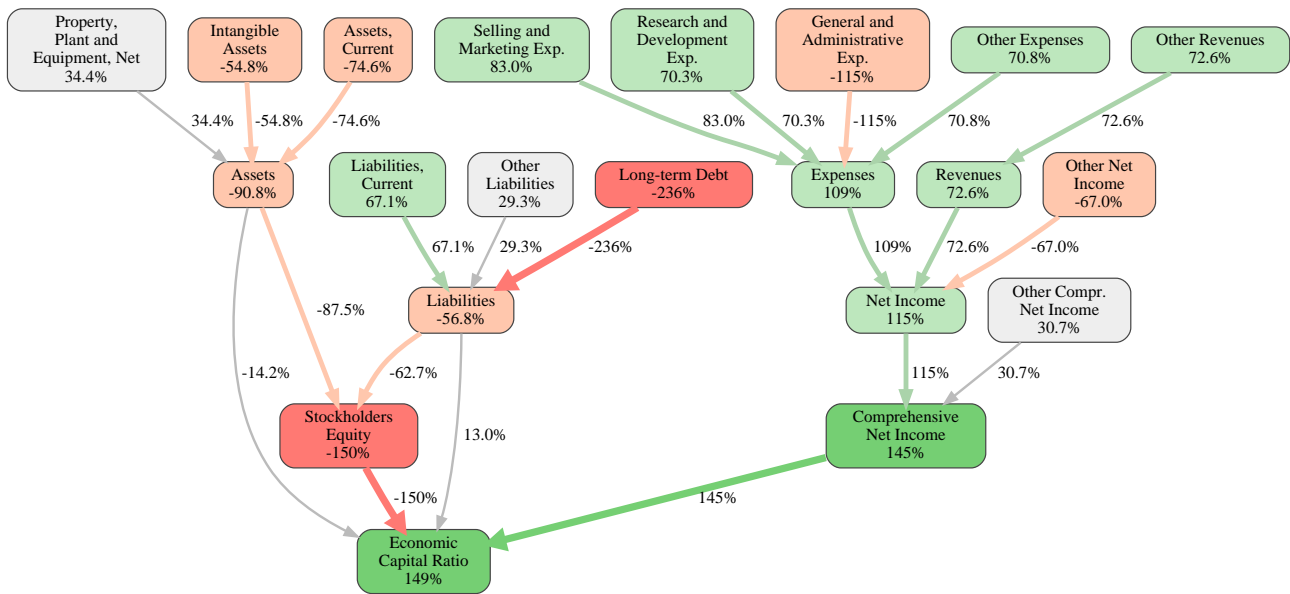 Property,
Plant and
Equipment, Net
34.4%
Intangible
Assets
-54.8%
Assets,
Current
-74.6%
Selling and
Marketing Exp.
83.0%
Research and
Development
Exp.
70.3%
General and
Administrative
Exp.
-115%
Other Expenses
70.8%
Other Revenues
72.6%
34.4%
-54.8%
-74.6%
83.0%
70.3%
-115%
70.8%
72.6%
Assets
-90.8%
Liabilities,
Current
67.1%
Other
Liabilities
29.3%
Long-term Debt
-236%
Expenses
109%
Revenues
72.6%
Other Net
Income
-67.0%
67.1%
29.3%
-236%
109%
72.6%
-67.0%
-87.5%
Liabilities
-56.8%
Net Income
115%
Other Compr.
Net Income
30.7%
-14.2%
-62.7%
115%
30.7%
Stockholders
Equity
-150%
13.0%
Comprehensive
Net Income
145%
-150%
145%
Economic
Capital Ratio
149%